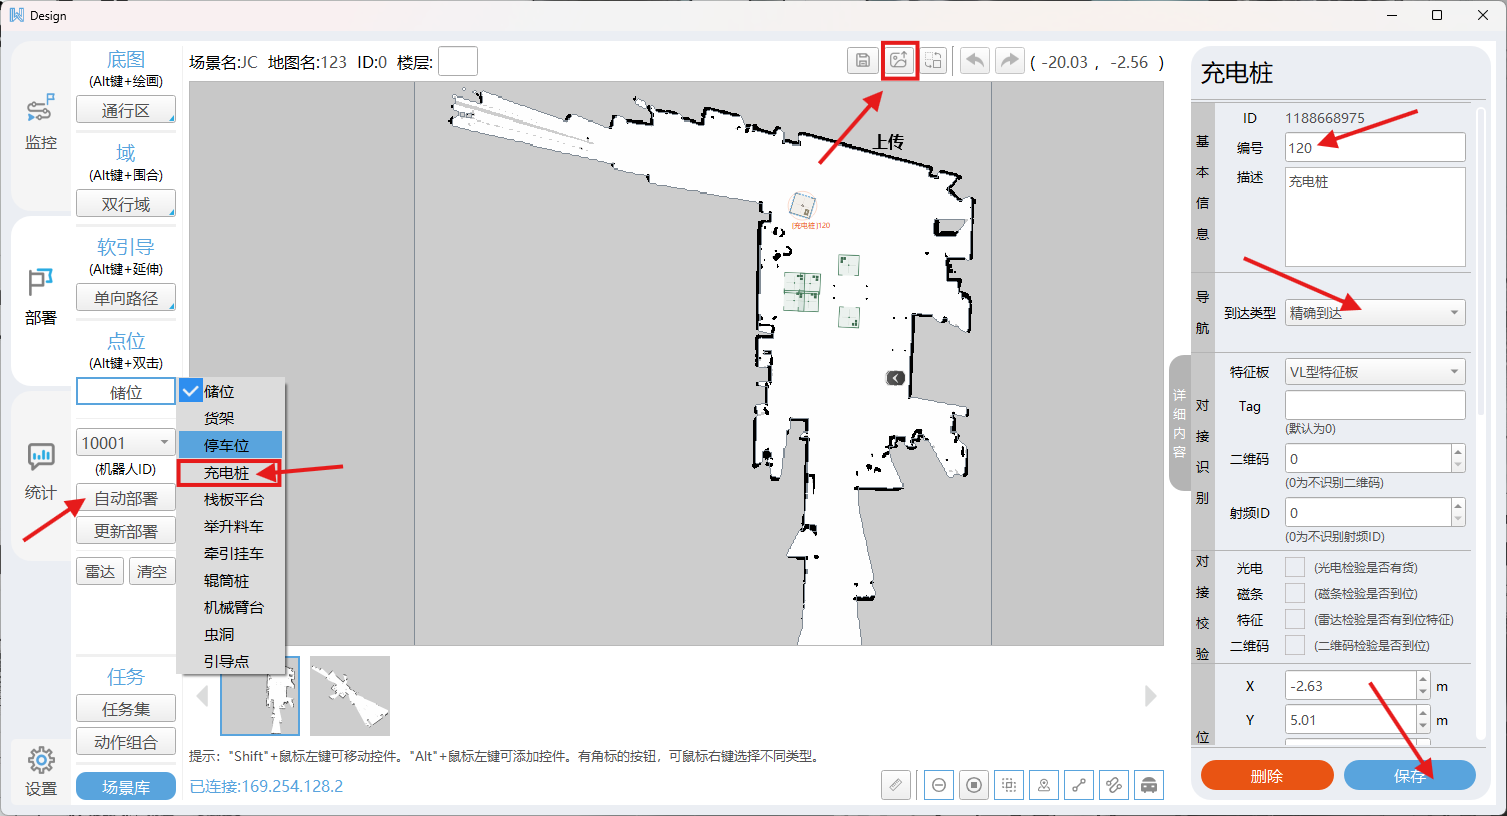 Design
监控
部署
统计
设置
底图
(Alt键+绘画)
通行区
域
(Alt键+围合)
双行域
软引导
(Alt键+延伸)
单向路径
点位
(Alt键+双击)
储位
10001
(机器人ID)
自动部署
更新部署
雷达 清空
任务
任务集
动作组合
场景库
储位
货架
停车位
充电桩
栈板平台
举升料车
牵引挂车
辊筒桩
机械臂台
虫洞
引导点
场景名:JC 地图名:123 ID:0 楼层:
( -20.03 , -2.56 )
上传
[充电桩]120
提示："Shift"+鼠标左键可移动控件。"Alt"+鼠标左键可添加控件。有角标的按钮，可鼠标右键选择不同类型。
已连接:169.254.128.2
详细内容
充电桩
基本信息
ID 1188668975
编号 120
描述 充电桩
导航
到达类型 精确到达
对接识别
特征板 VL型特征板
Tag
(默认为0)
二维码 0
(0为不识别二维码)
射频ID 0
(0为不识别射频ID)
对接校验
光电 (光电检验是否有货)
磁条 (磁条检验是否到位)
特征 (雷达检验是否有到位特征)
二维码 (二维码检验是否到位)
位
X -2.63 m
Y 5.01 m
删除 保存